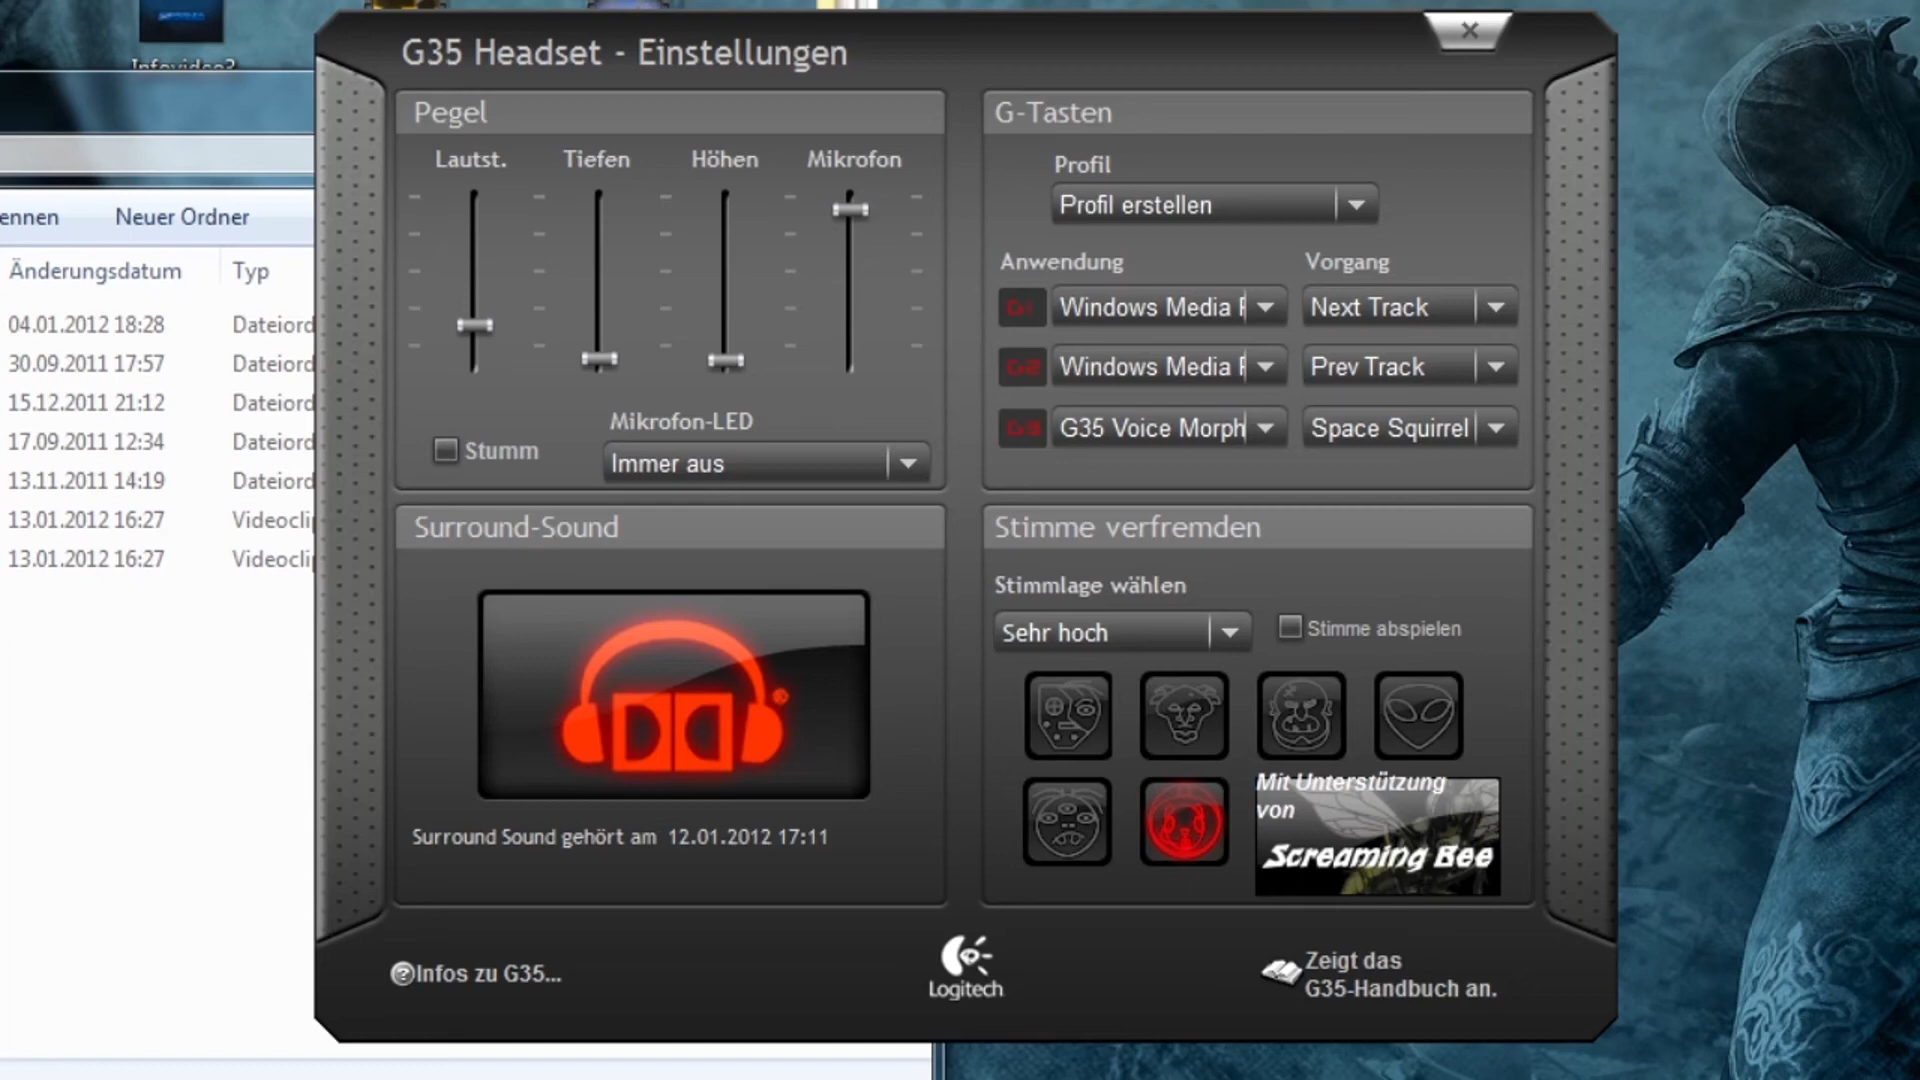 G35 Headset - Einstellungen
Pegel
Lautst. Tiefen Höhen Mikrofon
Stumm
Mikrofon-LED
Immer aus
G-Tasten
Profil
Profil erstellen
Anwendung Vorgang
G1 Windows Media Next Track
G2 Windows Media Prev Track
G3 G35 Voice Morph Space Squirrel
Surround-Sound
Surround Sound gehört am 12.01.2012 17:11
Stimme verfremden
Stimmlage wählen
Sehr hoch Stimme abspielen
Mit Unterstützung
von
Screaming Bee
Infos zu G35...
Logitech
Zeigt das
G35-Handbuch an.
ennen Neuer Ordner
Änderungsdatum Typ
04.01.2012 18:28 Dateiord
30.09.2011 17:57 Dateiord
15.12.2011 21:12 Dateiord
17.09.2011 12:34 Dateiord
13.11.2011 14:19 Dateiord
13.01.2012 16:27 Videocli
13.01.2012 16:27 Videocli